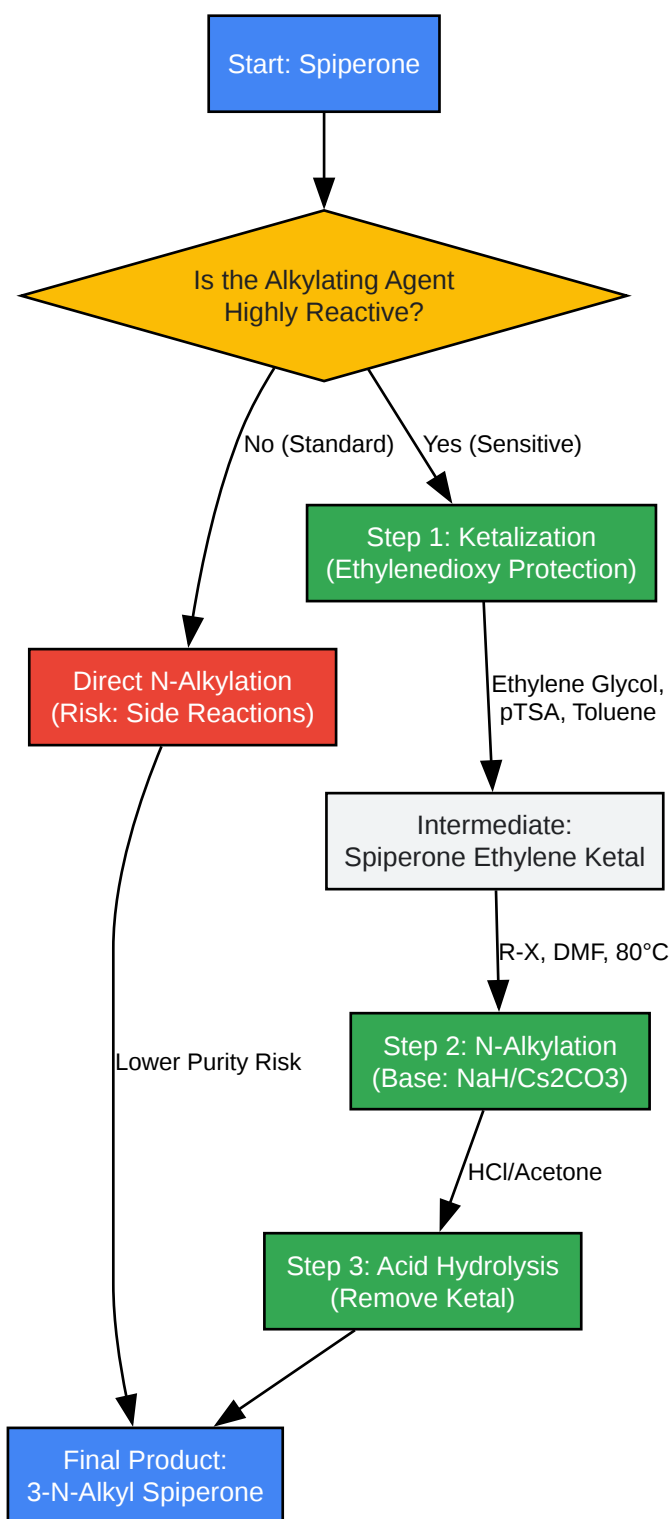 Start: Spiperone
Is the Alkylating Agent
Highly Reactive?
No (Standard)
Yes (Sensitive)
Step 1: Ketalization
(Ethylenedioxy Protection)
Direct N-Alkylation
(Risk: Side Reactions)
Ethylene Glycol,
pTSA, Toluene
Intermediate:
Spiperone Ethylene Ketal
R-X, DMF, 80°C
Step 2: N-Alkylation
(Base: NaH/Cs2CO3)
Lower Purity Risk
HCl/Acetone
Step 3: Acid Hydrolysis
(Remove Ketal)
Final Product:
3-N-Alkyl Spiperone